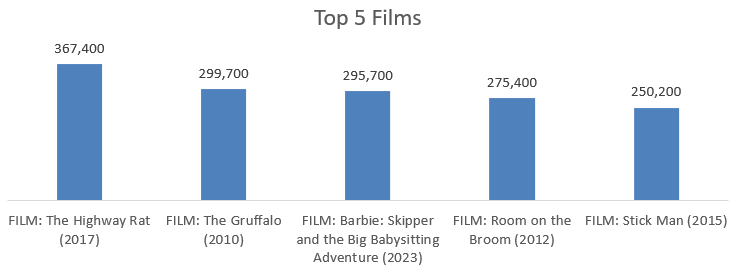 Top 5 Films
367,400
299,700
295,700
275,400
250,200
FILM: The Highway Rat
(2017)
FILM: The Gruffalo
(2010)
FILM: Barbie: Skipper
and the Big Babysitting
Adventure (2023)
FILM: Room on the
Broom (2012)
FILM: Stick Man (2015)